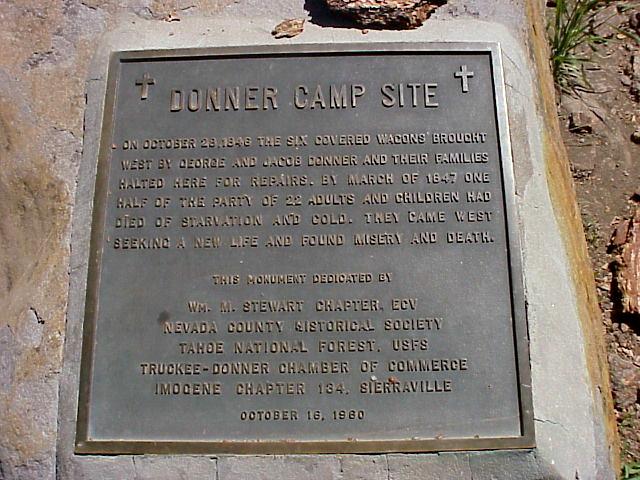 DONNER CAMP SITE
ON OCTOBER 28, 1846 THE SIX COVERED WAGONS BROUGHT
WEST BY GEORGE AND JACOB DONNER AND THEIR FAMILIES
HALTED HERE FOR REPAIRS. BY MARCH OF 1847 ONE
HALF OF THE PARTY OF 22 ADULTS AND CHILDREN HAD
DIED OF STARVATION AND COLD. THEY CAME WEST
SEEKING A NEW LIFE AND FOUND MISERY AND DEATH.
THIS MONUMENT DEDICATED BY
WM. M. STEWART CHAPTER, ECV
NEVADA COUNTY HISTORICAL SOCIETY
TAHOE NATIONAL FOREST, USFS
TRUCKEE-DONNER CHAMBER OF COMMERCE
IMOGENE CHAPTER 134, SIERRAVILLE
OCTOBER 16, 1960